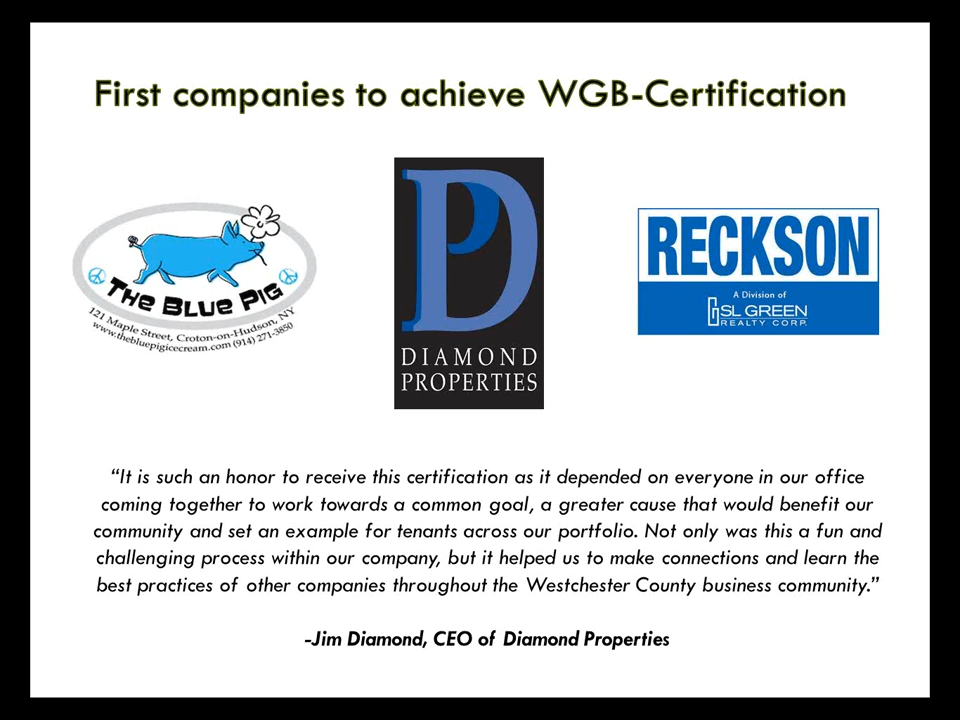 First companies to achieve WGB-Certification
THE BLUE PIG
121 Maple Street, Croton-on-Hudson, NY
www.thebluepigicecream.com (914) 271-3850
PD
DIAMOND
PROPERTIES
RECKSON
A Division of
SL GREEN
REALTY CORP.
“It is such an honor to receive this certification as it depended on everyone in our office
coming together to work towards a common goal, a greater cause that would benefit our
community and set an example for tenants across our portfolio. Not only was this a fun and
challenging process within our company, but it helped us to make connections and learn the
best practices of other companies throughout the Westchester County business community.”
-Jim Diamond, CEO of Diamond Properties